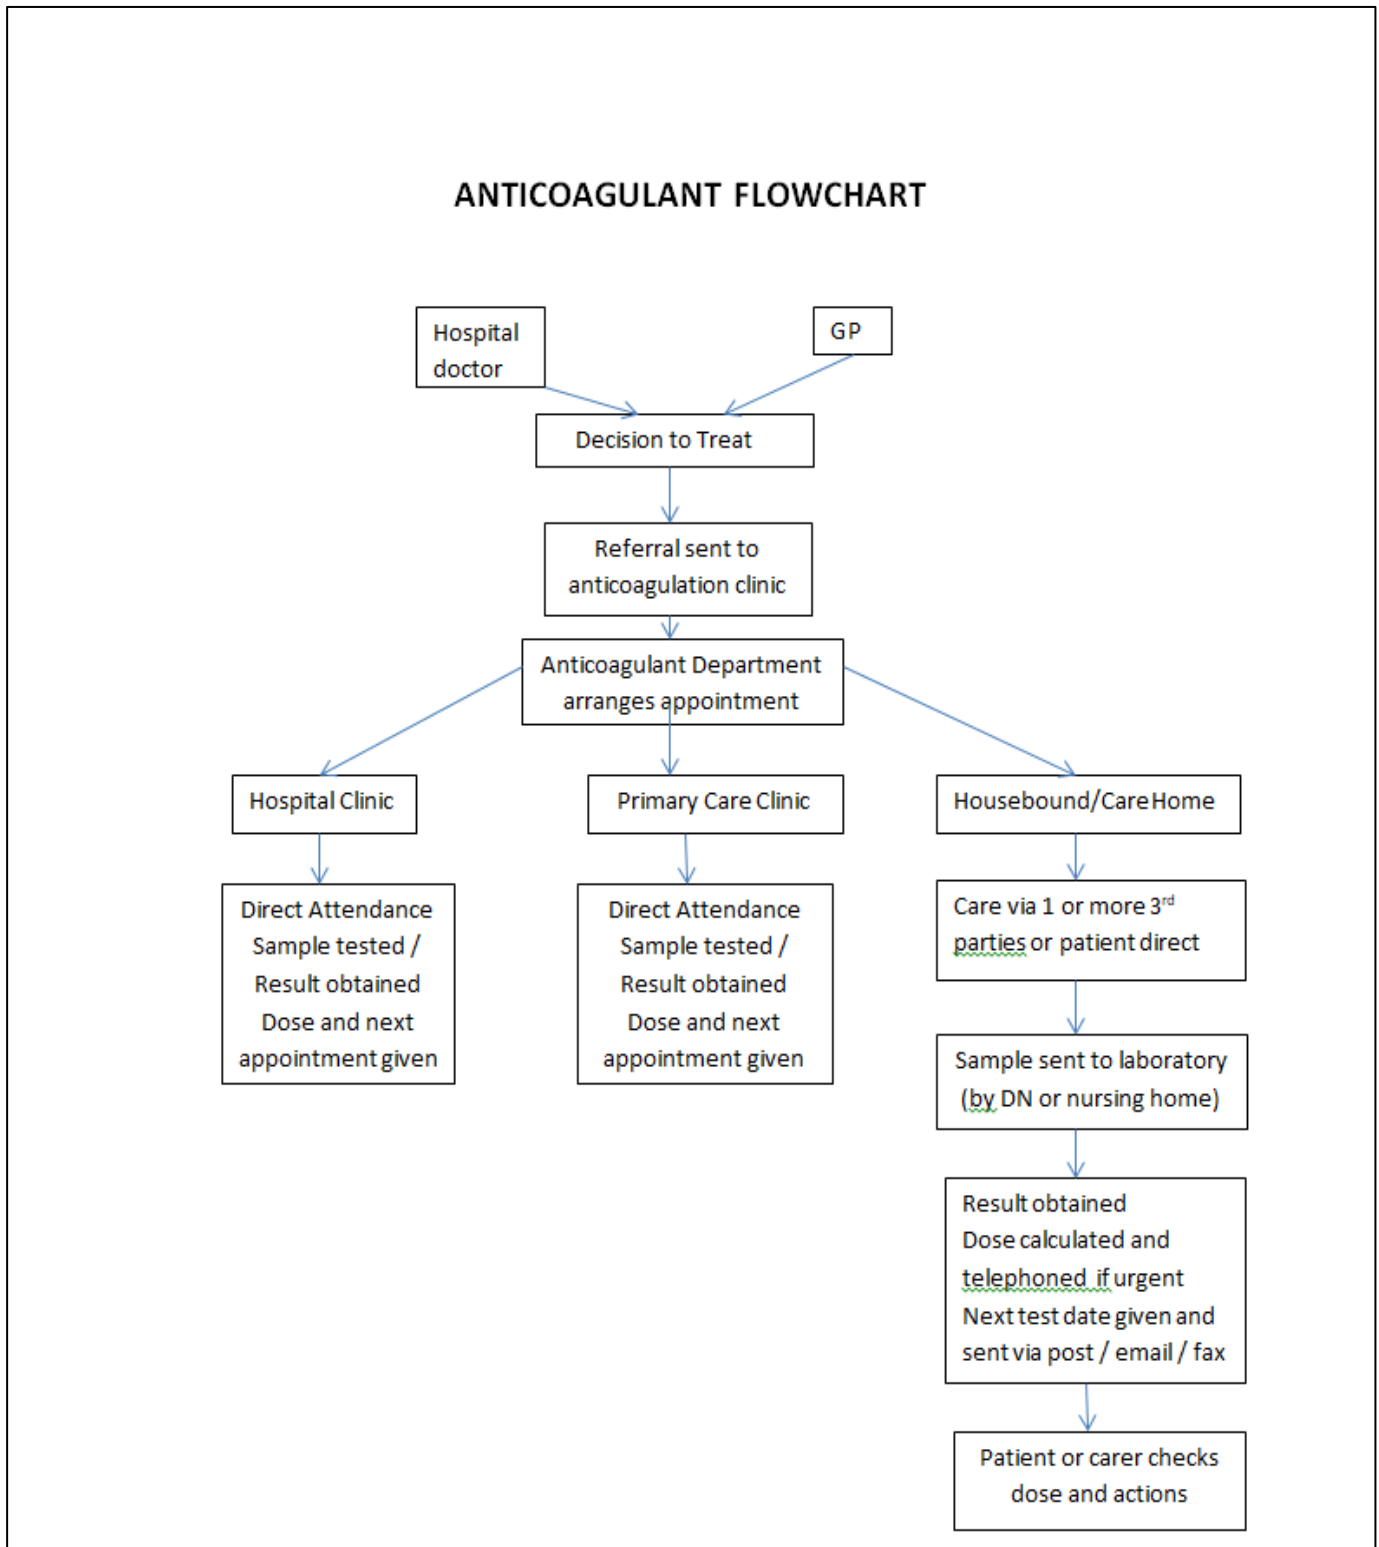 ANTICOAGULANT FLOWCHART
Hospital
doctor
GP
Decision to Treat
Referral sent to
anticoagulation clinic
Anticoagulant Department
arranges appointment
Hospital Clinic
Primary Care Clinic
Housebound/Care Home
Direct Attendance
Sample tested /
Result obtained
Dose and next
appointment given
Direct Attendance
Sample tested /
Result obtained
Dose and next
appointment given
Care via 1 or more 3rd
parties or patient direct
Sample sent to laboratory
(by DN or nursing home)
Result obtained
Dose calculated and
telephoned if urgent
Next test date given and
sent via post / email / fax
Patient or carer checks
dose and actions